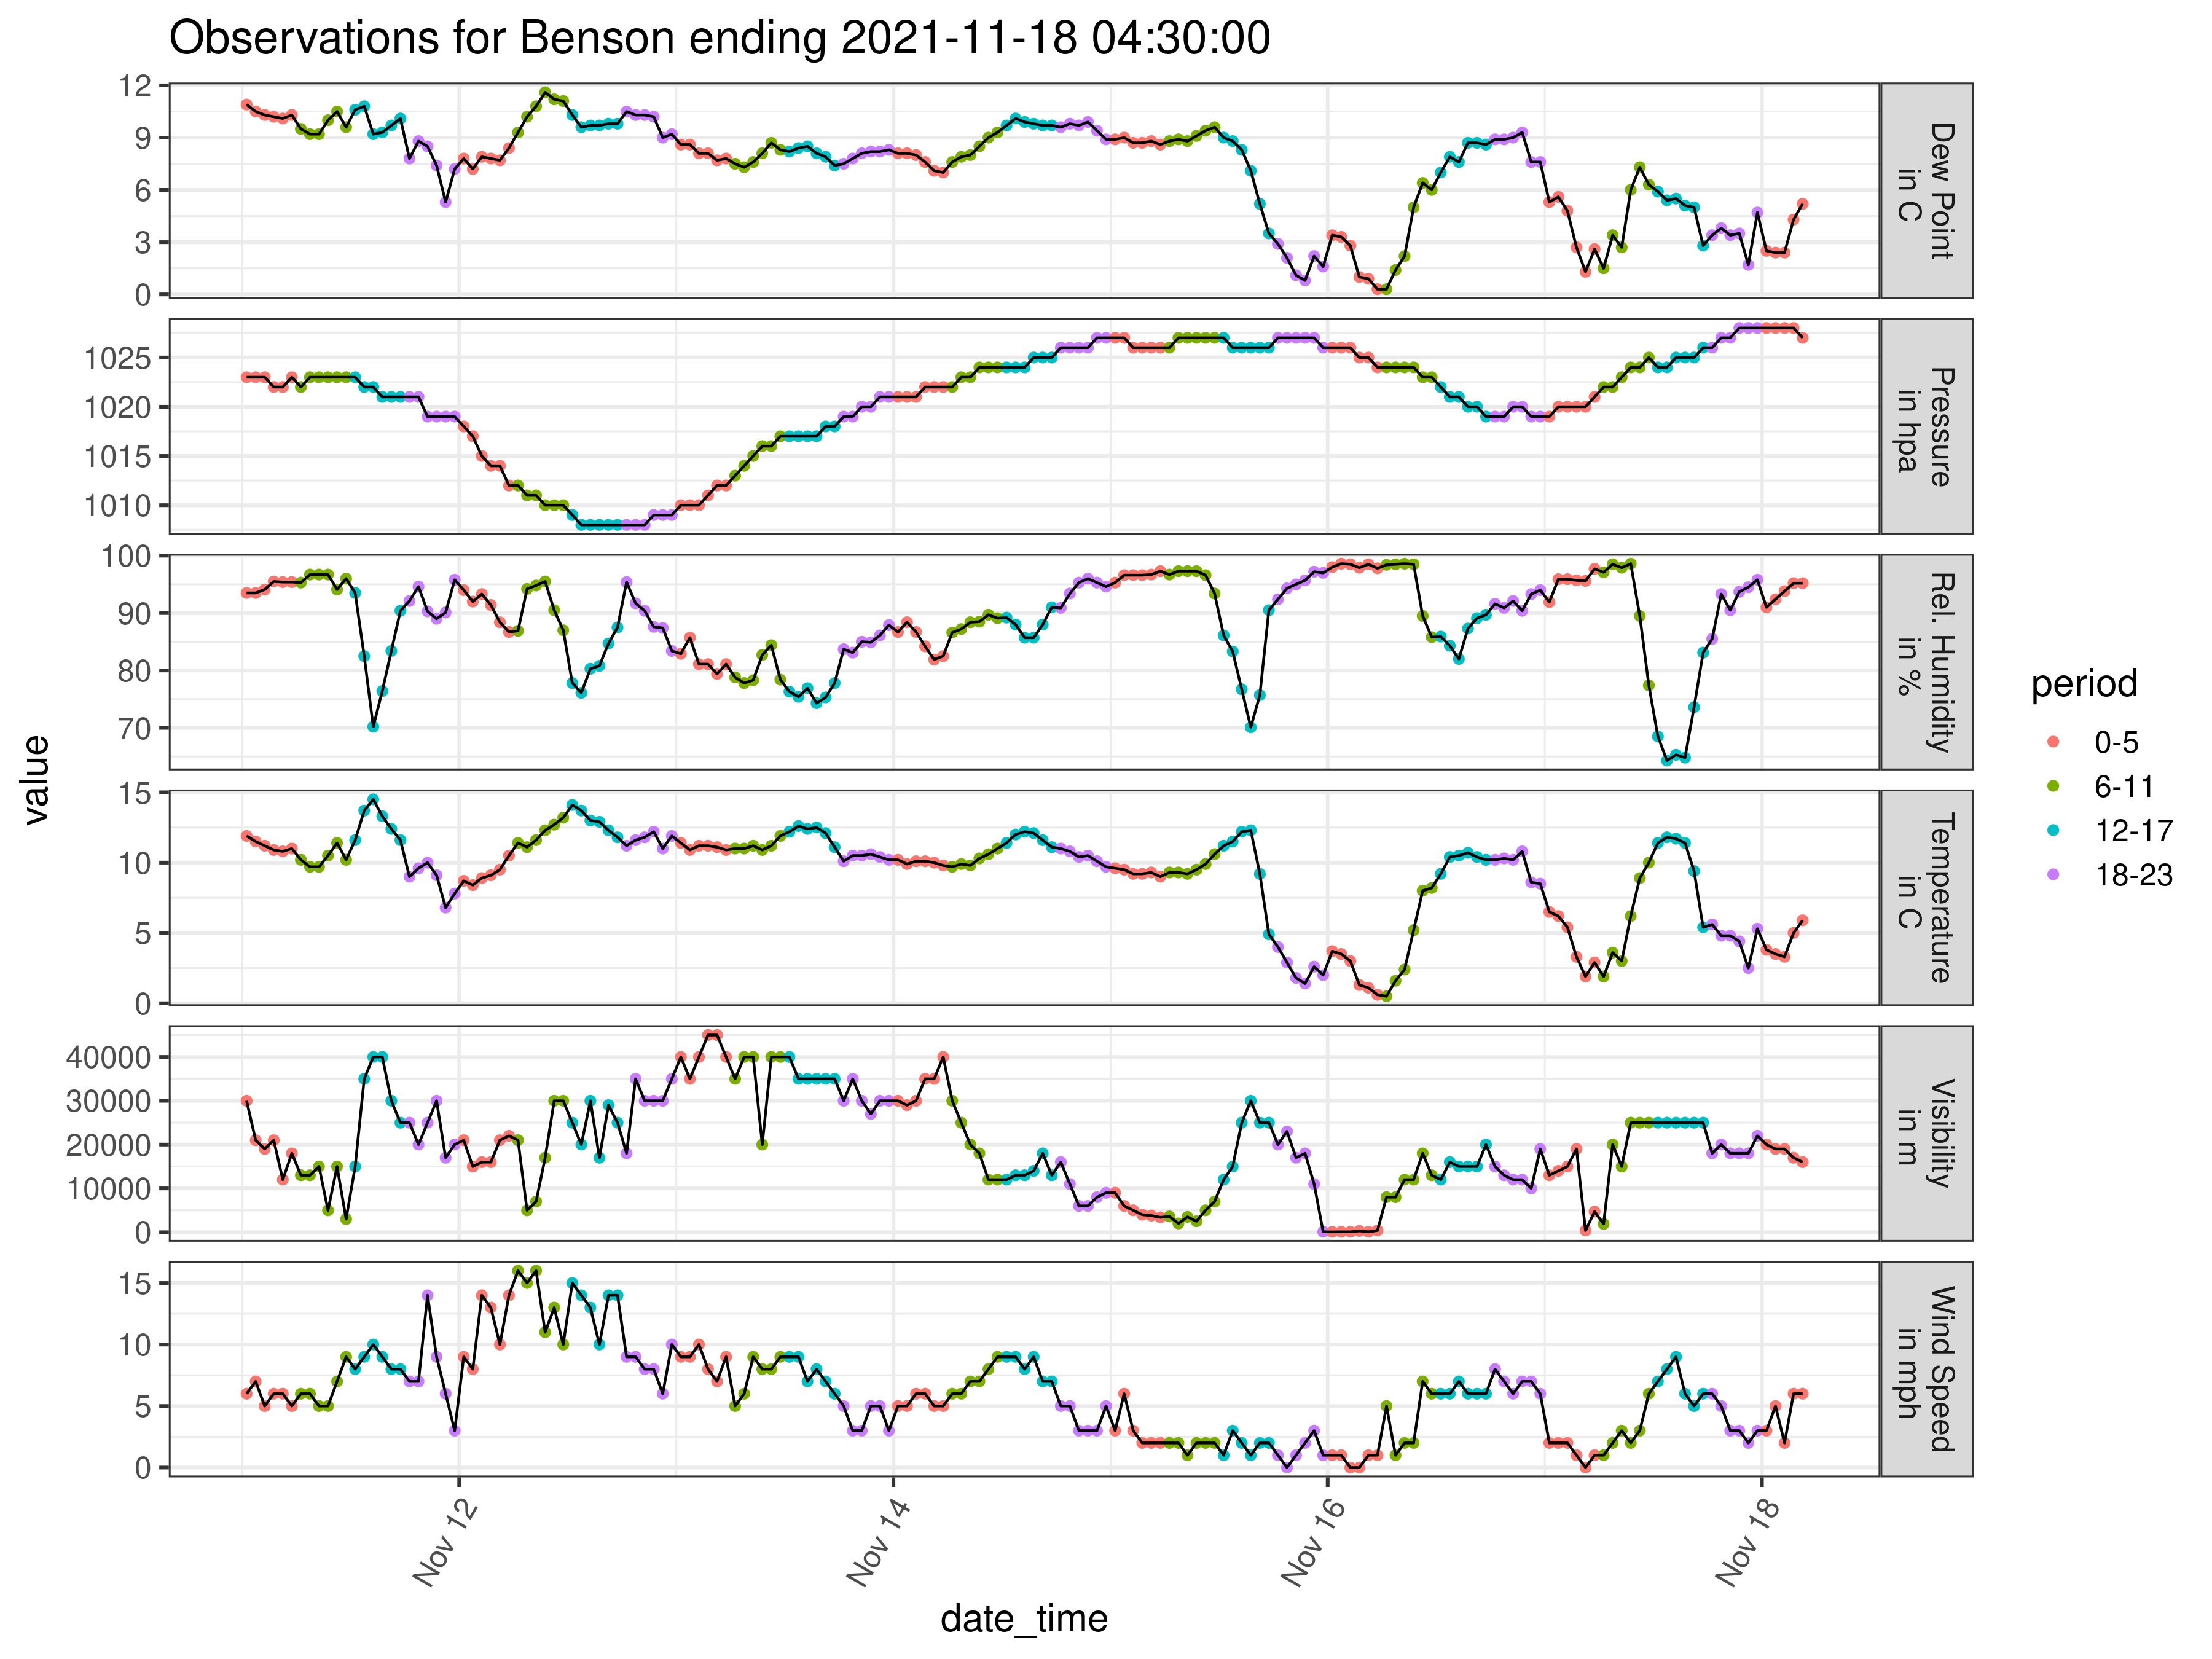 Observations for Benson ending 2021-11-18 04:30:00
value
12
9
6
3
0
Dew Point
in C
1025
1020
1015
1010
Pressure
in hpa
100
90
80
70
Rel. Humidity
in %
15
10
5
0
Temperature
in C
40000
30000
20000
10000
0
Visibility
in m
15
10
5
0
Wind Speed
in mph
Nov 12
Nov 14
Nov 16
Nov 18
date_time
period
0-5
6-11
12-17
18-23